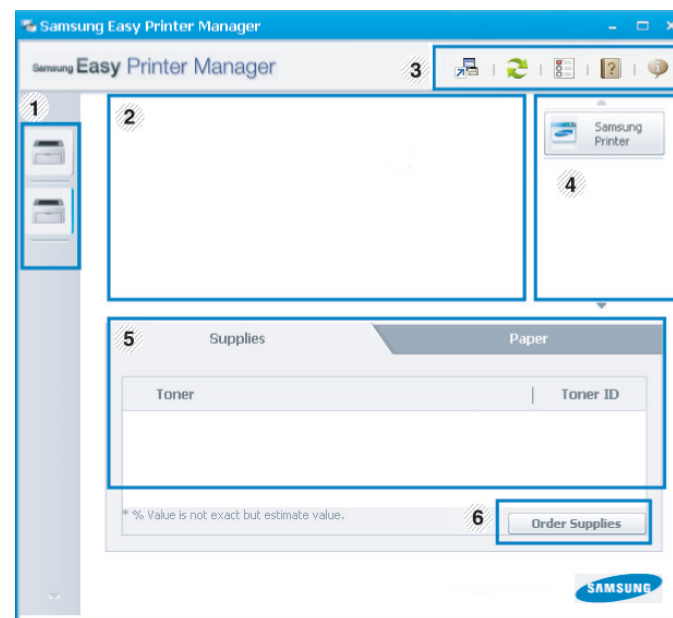 Samsung Easy Printer Manager
Samsung Easy Printer Manager
3
1
2
Samsung
Printer
4
5
Supplies
Paper
Toner
Toner ID
* % Value is not exact but estimate value.
6
Order Supplies
SAMSUNG